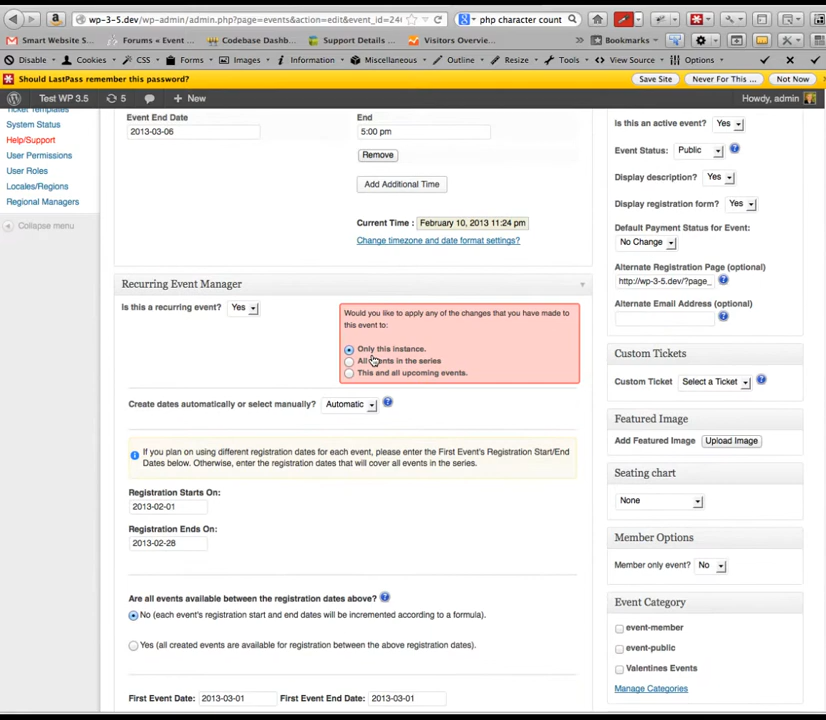 wp-3-5.dev/wp-admin/admin.php?page=events&action=edit&event_id=24
php character count
Smart Website S...
Forums « Event ...
Codebase Dashb...
Support Details ...
Visitors Overvie...
Bookmarks
Disable
Cookies
CSS
Forms
Images
Information
Miscellaneous
Outline
Resize
Tools
View Source
Options
Should LastPass remember this password?
Save Site
Never For This ...
Not Now
Test WP 3.5
5
New
Howdy, admin
Ticket Templates
System Status
Help/Support
User Permissions
User Roles
Locales/Regions
Regional Managers
Collapse menu
Event End Date
End
2013-03-06
5:00 pm
Remove
Add Additional Time
Current Time :
February 10, 2013 11:24 pm
Change timezone and date format settings?
Recurring Event Manager
Is this a recurring event?
Yes
Would you like to apply any of the changes that you have made to
this event to:
Only this instance.
All events in the series
This and all upcoming events.
Create dates automatically or select manually?
Automatic
If you plan on using different registration dates for each event, please enter the First Event's Registration Start/End
Dates below. Otherwise, enter the registration dates that will cover all events in the series.
Registration Starts On:
2013-02-01
Registration Ends On:
2013-02-28
Are all events available between the registration dates above?
No (each event's registration start and end dates will be incremented according to a formula).
Yes (all created events are available for registration between the above registration dates).
First Event Date:
2013-03-01
First Event End Date:
2013-03-01
Is this an active event?
Yes
Event Status:
Public
Display description?
Yes
Display registration form?
Yes
Default Payment Status for Event:
No Change
Alternate Registration Page (optional)
http://wp-3-5.dev/?page_
Alternate Email Address (optional)
Custom Tickets
Custom Ticket
Select a Ticket
Featured Image
Add Featured Image
Upload Image
Seating chart
None
Member Options
Member only event?
No
Event Category
event-member
event-public
Valentines Events
Manage Categories